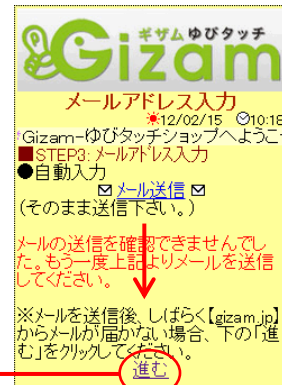 ギザム ゆびタッチ
Gizam
メールアドレス入力
12/02/15 10:18
Gizam-ゆびタッチショップへようこ
■STEP3:メールアドレス入力
●自動入力
メール送信
(そのまま送信下さい。)
メールの送信を確認できませんでし
た。もう一度上記よりメールを送信
してください。
※メールを送信後、しばらく【gizam.jp】
からメールが届かない場合、下の「進
む」をクリックしてください。
進む